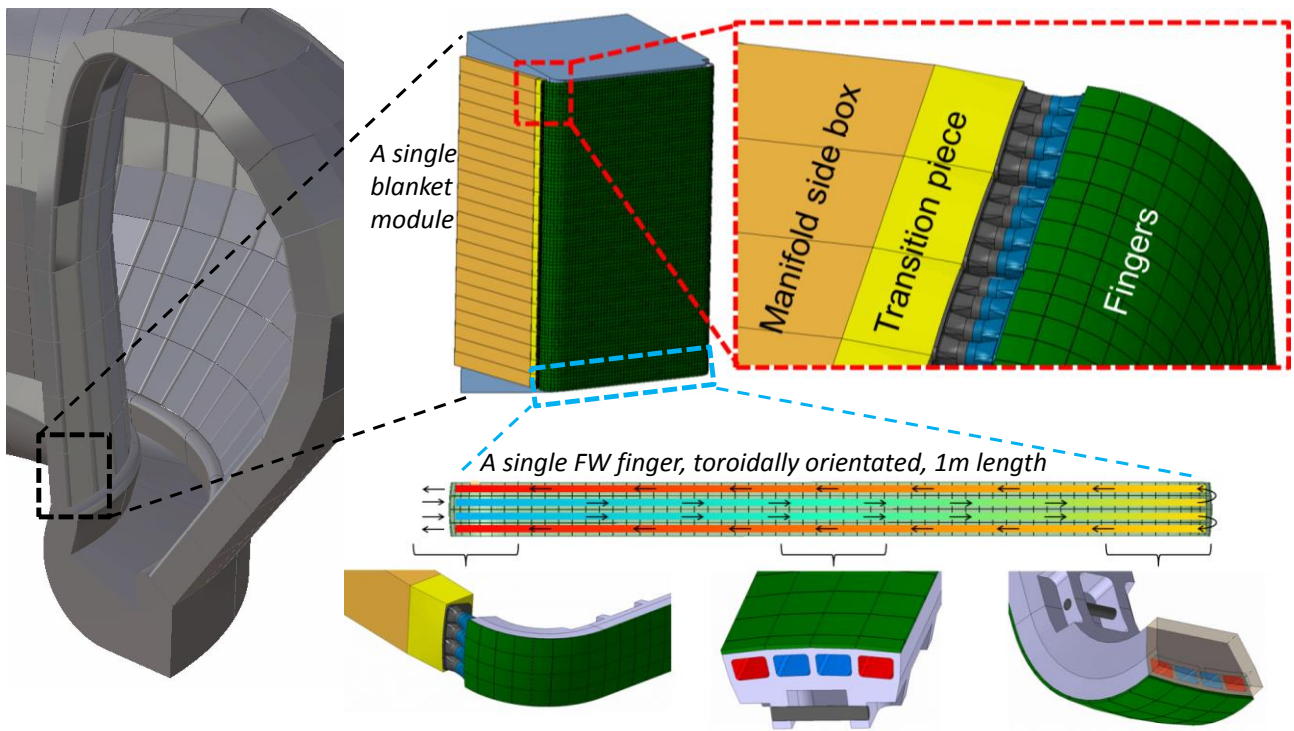 A single
blanket
module
Manifold side box
Transition piece
Fingers
A single FW finger, toroidally orientated, 1m length